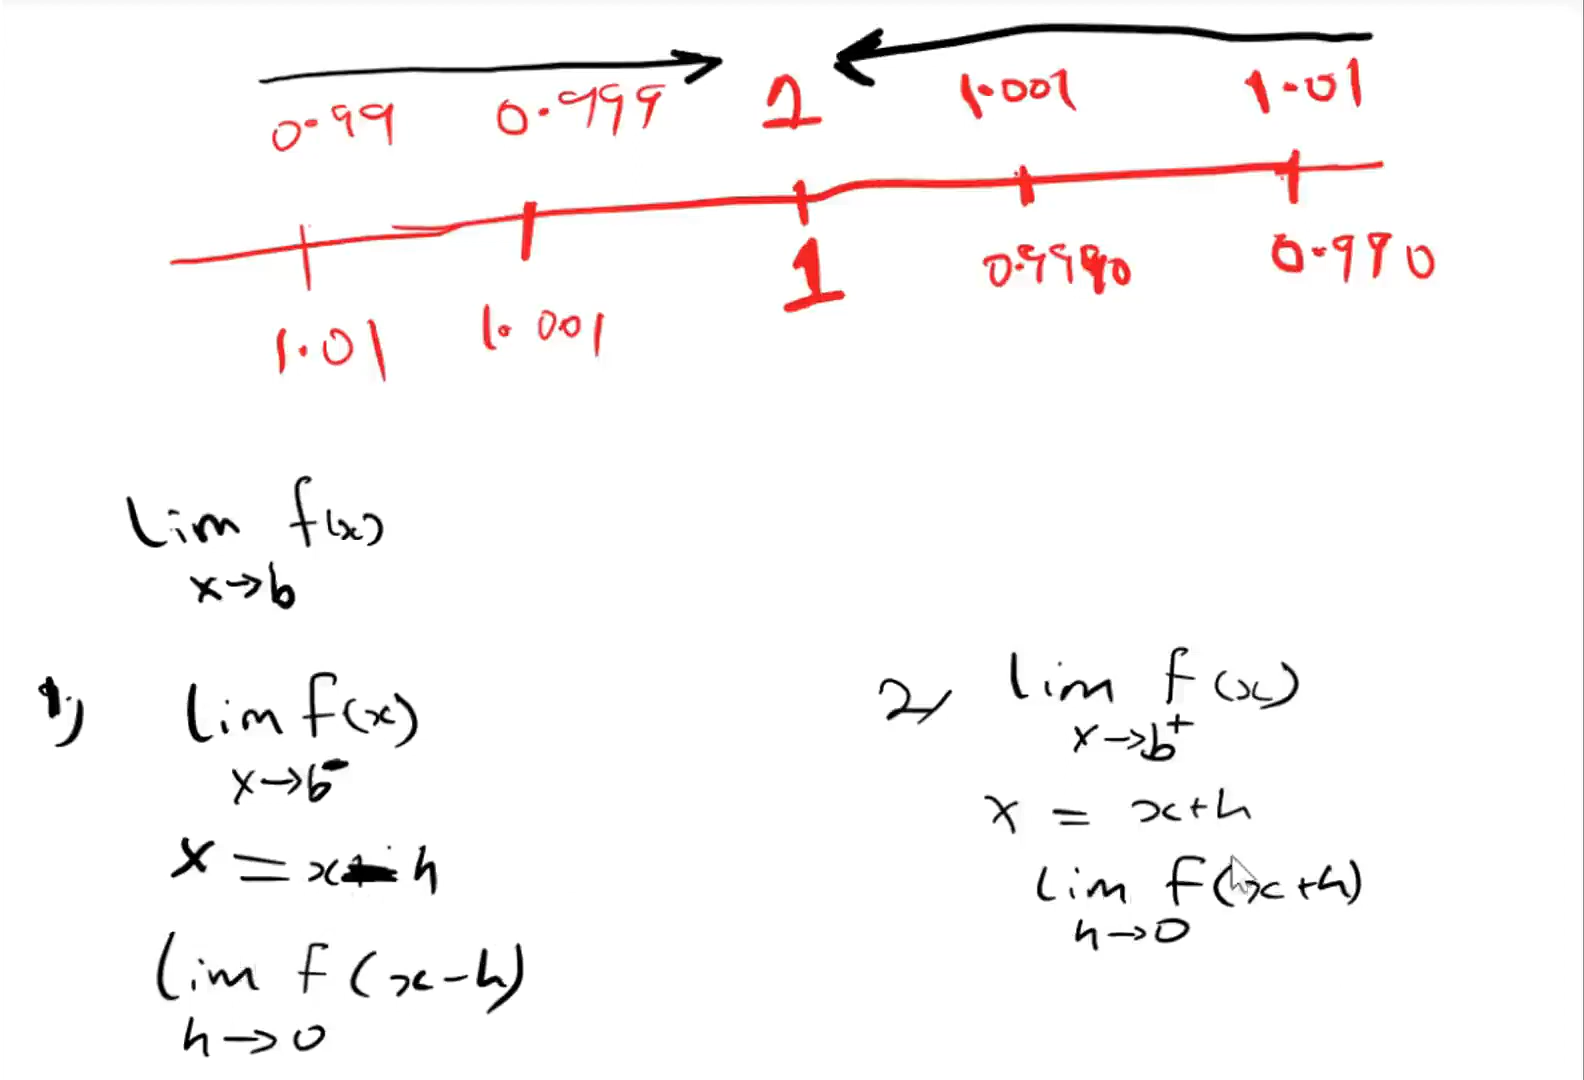 0.99 0.999 1 1.001 1.01
1.01 1.001 1 0.9990 0.990
lim f(x)
x→b
1) lim f(x)
x→b⁻
x = x-h
lim f(x-h)
h→0
2) lim f(x)
x→b⁺
x = x+h
lim f(x+h)
h→0